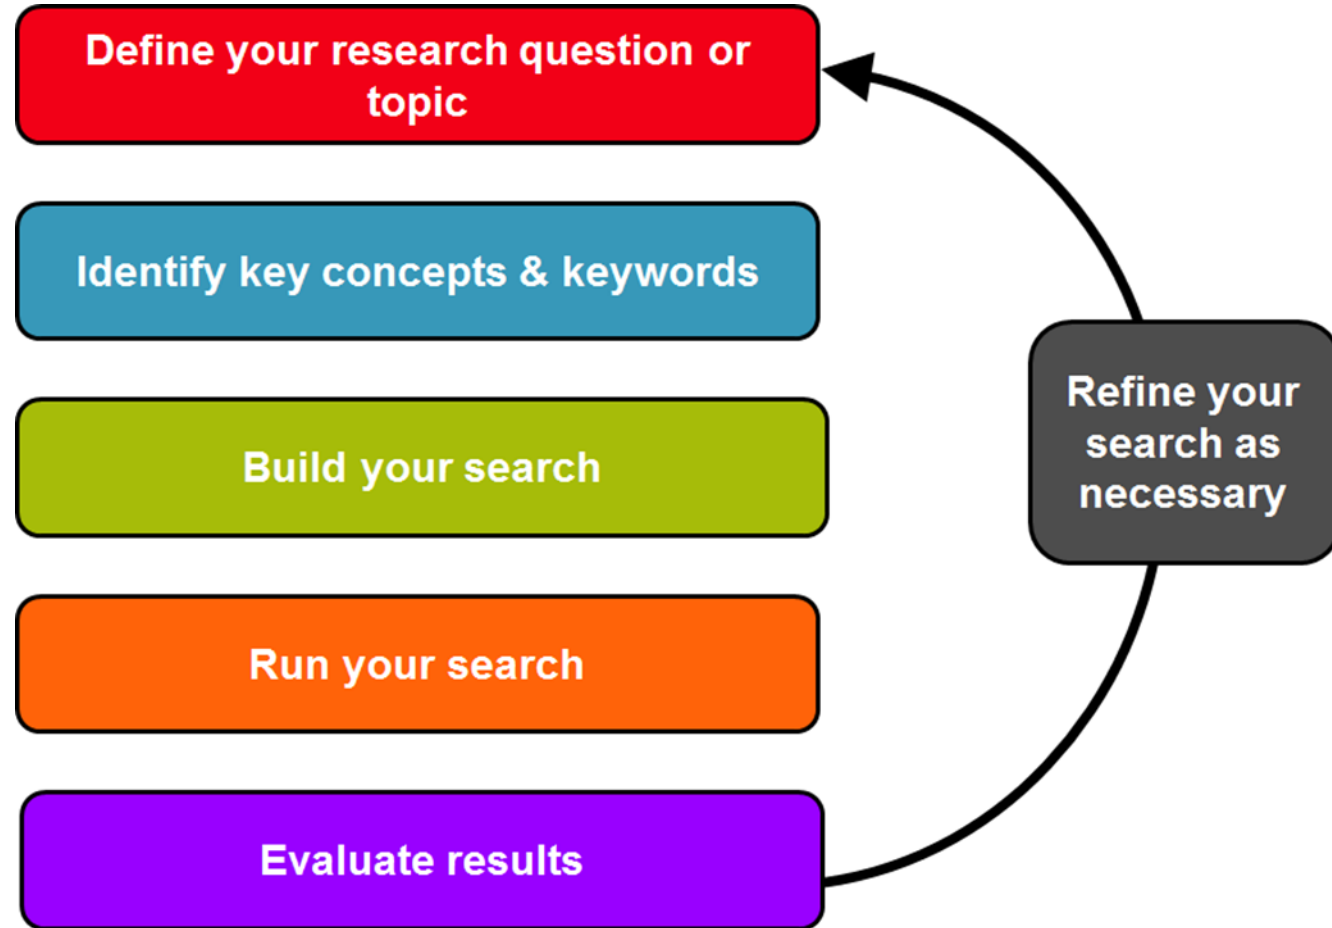 Define your research question or
topic
Identify key concepts & keywords
Build your search
Run your search
Evaluate results
Refine your
search as
necessary